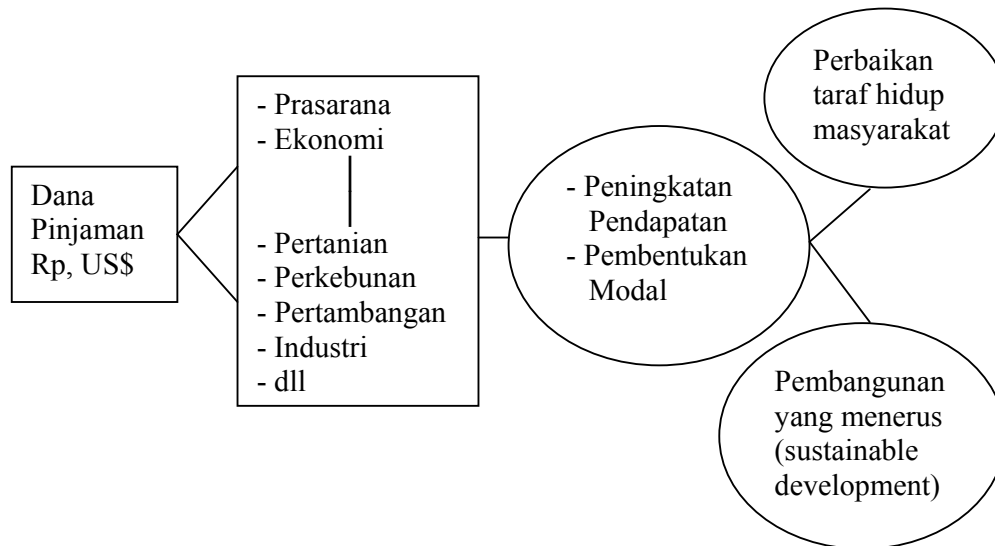 Dana
Pinjaman
Rp, US$
- Prasarana
- Ekonomi
- Pertanian
- Perkebunan
- Pertambangan
- Industri
- dll
- Peningkatan
Pendapatan
- Pembentukan
Modal
Perbaikan
taraf hidup
masyarakat
Pembangunan
yang menerus
(sustainable
development)